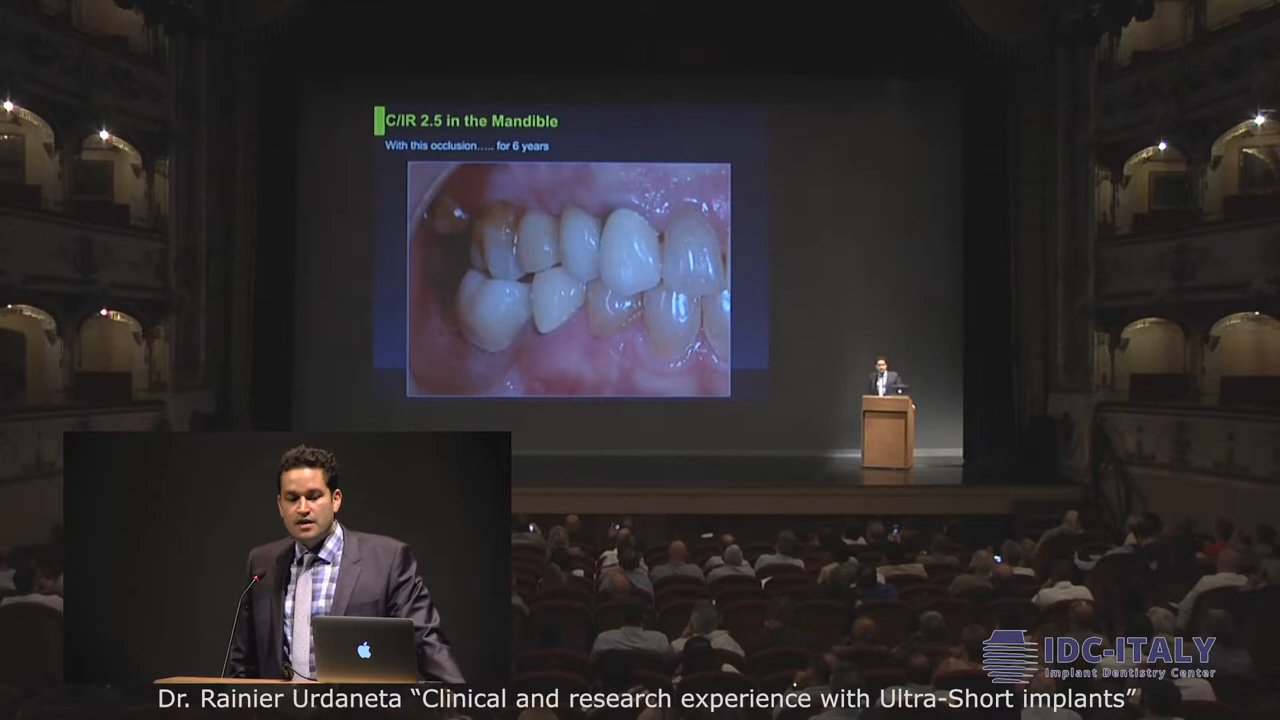 C/IR 2.5 in the Mandible
With this occlusion..... for 6 years
IDC-ITALY
Implant Dentistry Center
Dr. Rainier Urdaneta “Clinical and research experience with Ultra-Short implants”